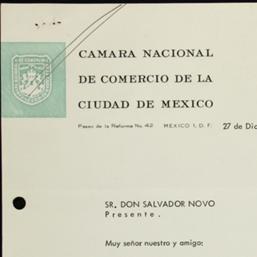 CAMARA NACIONAL
DE COMERCIO DE LA
CIUDAD DE MEXICO
Paseo de la Reforma No. 42 MEXICO 1, D. F. 27 de Dic
SR. DON SALVADOR NOVO
Presente.
Muy señor nuestro y amigo: